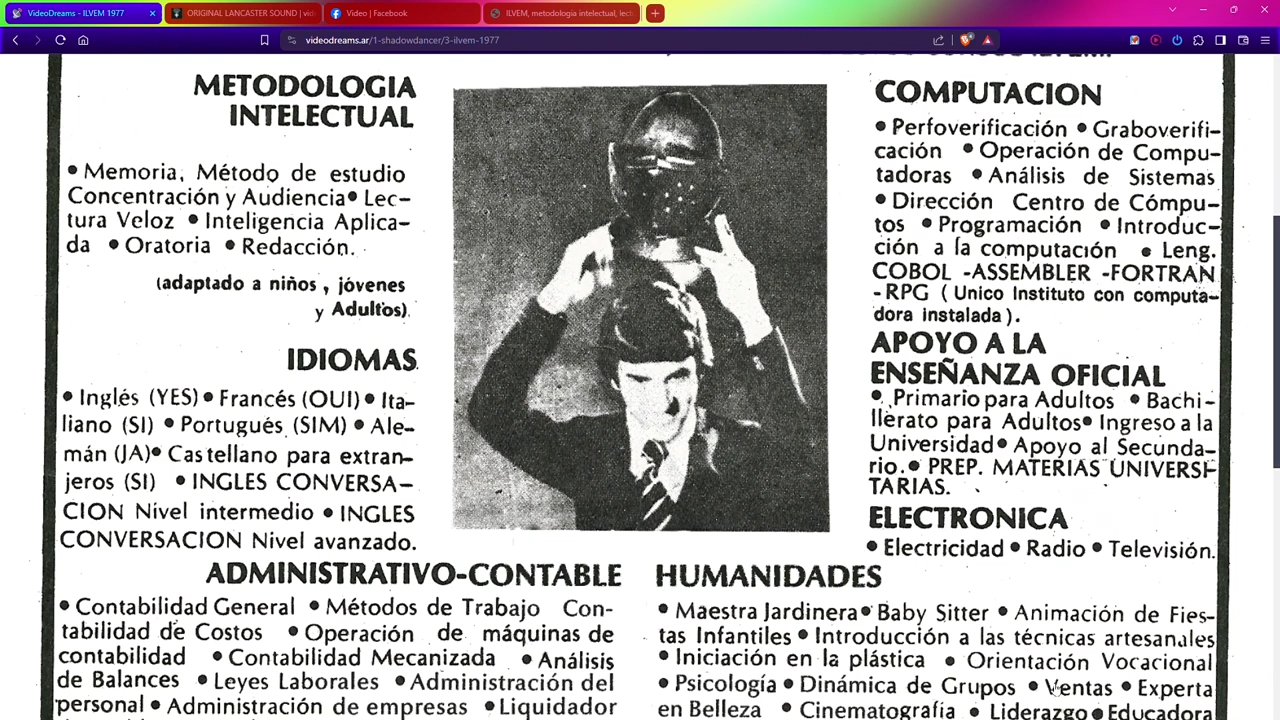 VideoDreams - ILVEM 1977
ORIGINAL LANCASTER SOUND | vid
Video | Facebook
ILVEM, metodologia intelectual, lect
videodreams.ar/1-shadowdancer/3-ilvem-1977
METODOLOGIA
INTELECTUAL
• Memoria, Método de estudio
Concentración y Audiencia• Lec-
tura Veloz • Inteligencia Aplica-
da • Oratoria • Redacción.
(adaptado a niños, jóvenes
y Adultos).
IDIOMAS
• Inglés (YES)• Francés (OUI) • Ita-
liano (SI) • Portugués (SIM) • Ale-
mán (JA)• Castellano para extran-
jeros (SI) • INGLES CONVERSA-
CION Nivel intermedio • INGLES
CONVERSACION Nivel avanzado.
COMPUTACION
• Perfoverificación • Graboverifi-
cación • Operación de Compu-
tadoras • Análisis de Sistemas
• Dirección Centro de Cómpu-
tos • Programación • Introduc-
ción a la computación • Leng.
COBOL -ASSEMBLER -FORTRAN
-RPG (Unico Instituto con computa-
dora instalada).
APOYO A LA
ENSEÑANZA OFICIAL
• Primario para Adultos • Bachi-
llerato para Adultos• Ingreso a la
Universidad• Apoyo al Secunda-
rio.• PREP. MATERIAS UNIVERSI-
TARIAS.
ELECTRONICA
• Electricidad • Radio • Televisión.
ADMINISTRATIVO-CONTABLE
• Contabilidad General • Métodos de Trabajo Con-
tabilidad de Costos • Operación de máquinas de
contabilidad • Contabilidad Mecanizada • Análisis
de Balances • Leyes Laborales • Administración del
personal • Administración de empresas • Liquidador
HUMANIDADES
• Maestra Jardinera• Baby Sitter • Animación de Fies-
tas Infantiles • Introducción a las técnicas artesanales
• Iniciación en la plástica • Orientación Vocacional
• Psicología • Dinámica de Grupos • Ventas • Experta
en Belleza • Cinematografía • Liderazgo• Educadora